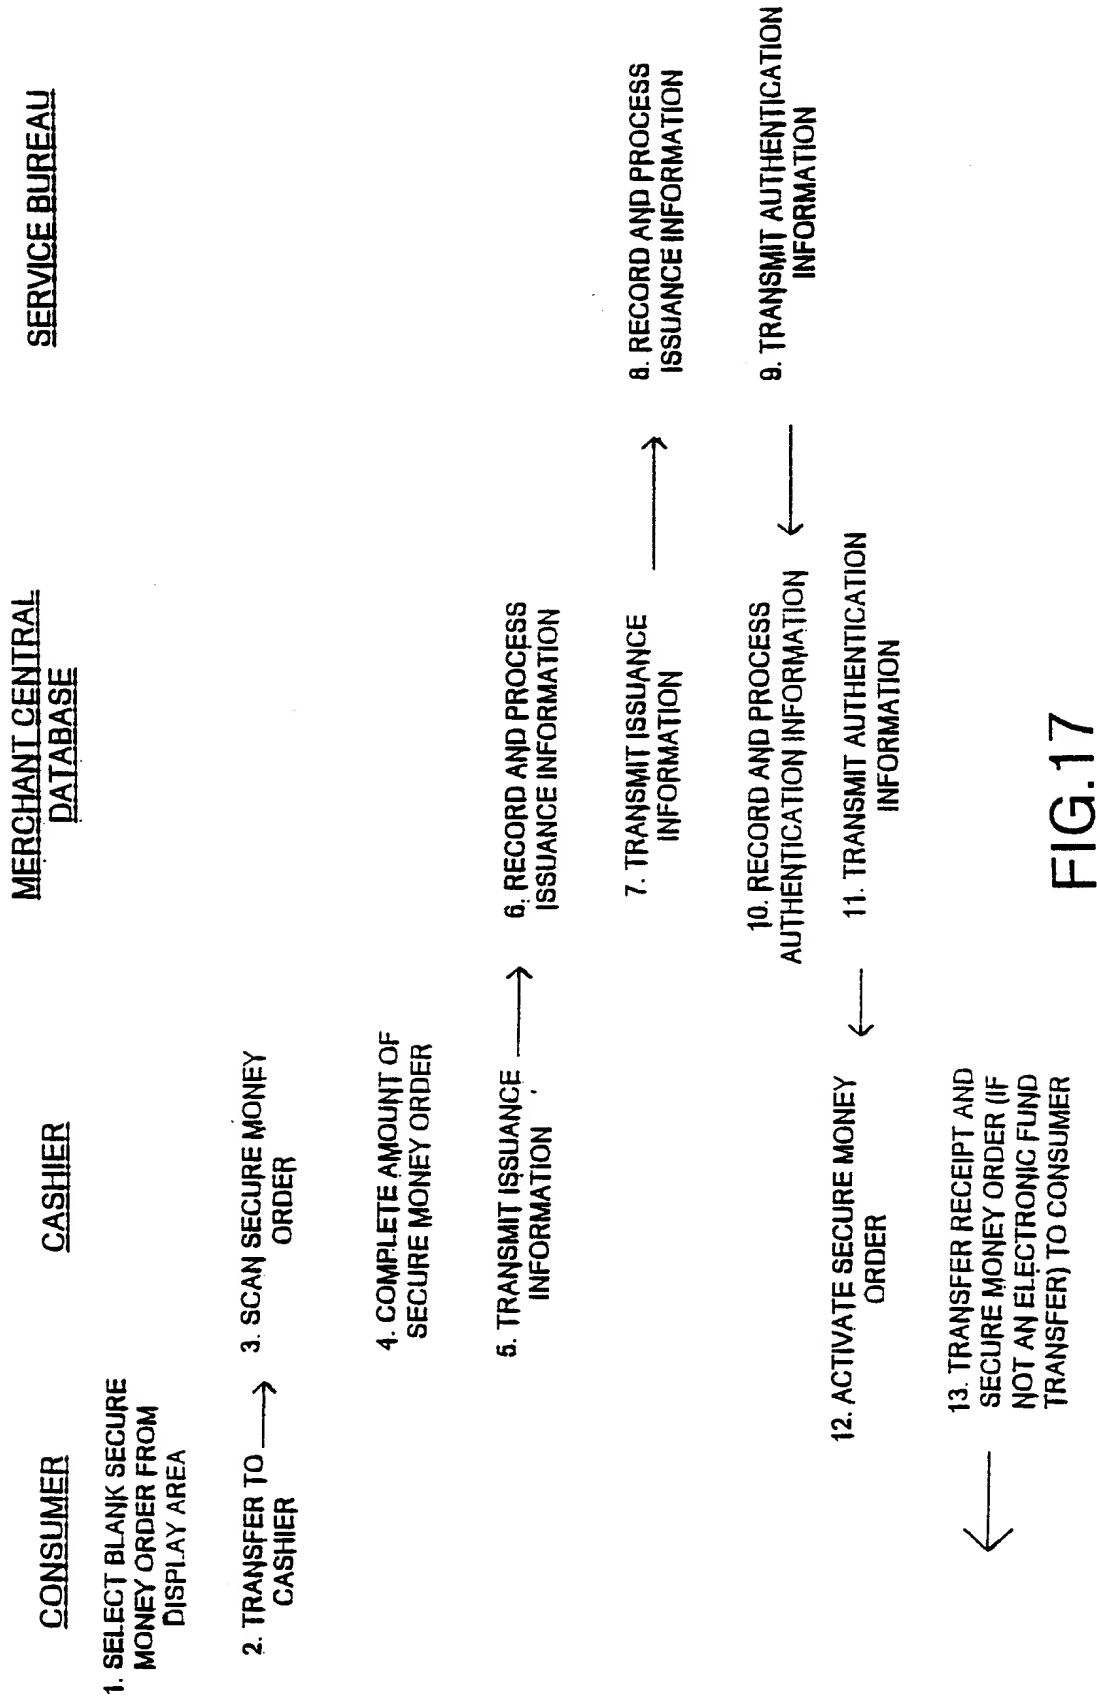 CONSUMER
CASHIER
MERCHANT CENTRAL
DATABASE
SERVICE BUREAU
1. SELECT BLANK SECURE
MONEY ORDER FROM
DISPLAY AREA
2. TRANSFER TO
CASHIER
3. SCAN SECURE MONEY
ORDER
4. COMPLETE AMOUNT OF
SECURE MONEY ORDER
5. TRANSMIT ISSUANCE
INFORMATION
6. RECORD AND PROCESS
ISSUANCE INFORMATION
7. TRANSMIT ISSUANCE
INFORMATION
8. RECORD AND PROCESS
ISSUANCE INFORMATION
9. TRANSMIT AUTHENTICATION
INFORMATION
10. RECORD AND PROCESS
AUTHENTICATION INFORMATION
11. TRANSMIT AUTHENTICATION
INFORMATION
12. ACTIVATE SECURE MONEY
ORDER
13. TRANSFER RECEIPT AND
SECURE MONEY ORDER (IF
NOT AN ELECTRONIC FUND
TRANSFER) TO CONSUMER
FIG.17